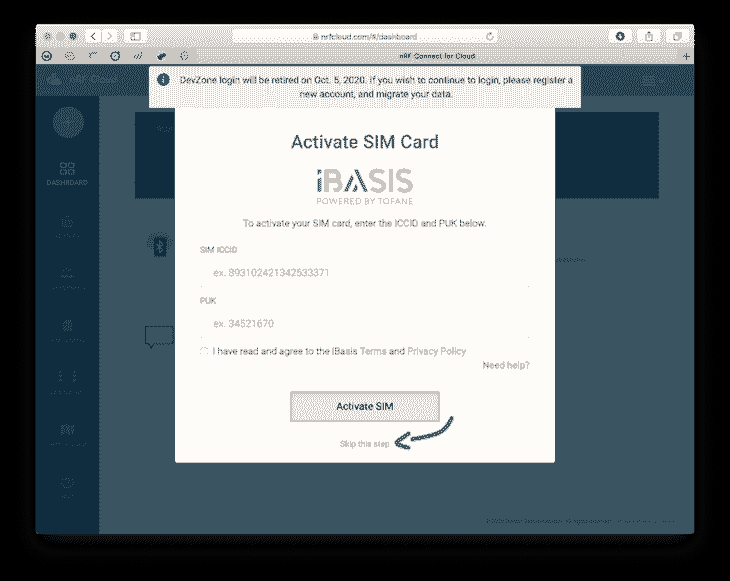 nrfcloud.com/#/dashboard
nRF Connect for Cloud
nRF Cloud
DevZone login will be retired on Oct. 5, 2020. If you wish to continue to login, please register a
new account, and migrate your data.
Activate SIM Card
iBASIS
POWERED BY TOFANE
To activate your SIM card, enter the ICCID and PUK below.
DASHBOARD
SIM ICCID
ex. 893102421342533371
PUK
ex. 34521670
I have read and agree to the iBasis Terms and Privacy Policy
Need help?
Activate SIM
Skip this step